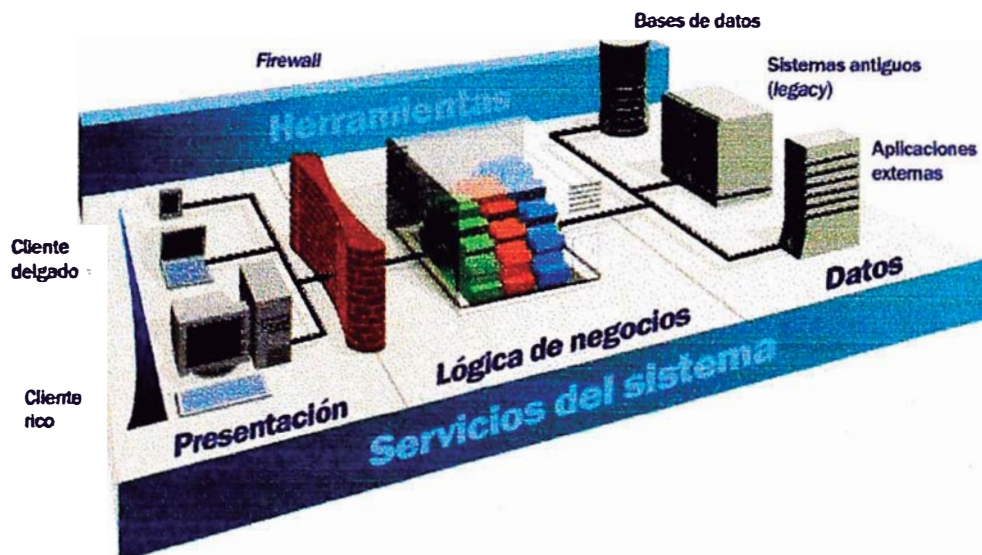 Bases de datos
Firewall
Sistemas antiguos
(legacy)
Herramientas
Aplicaciones
externas
Cliente
delgado
Datos
Lógica de negocios
Cliente
rico
Presentación
Servicios del sistema